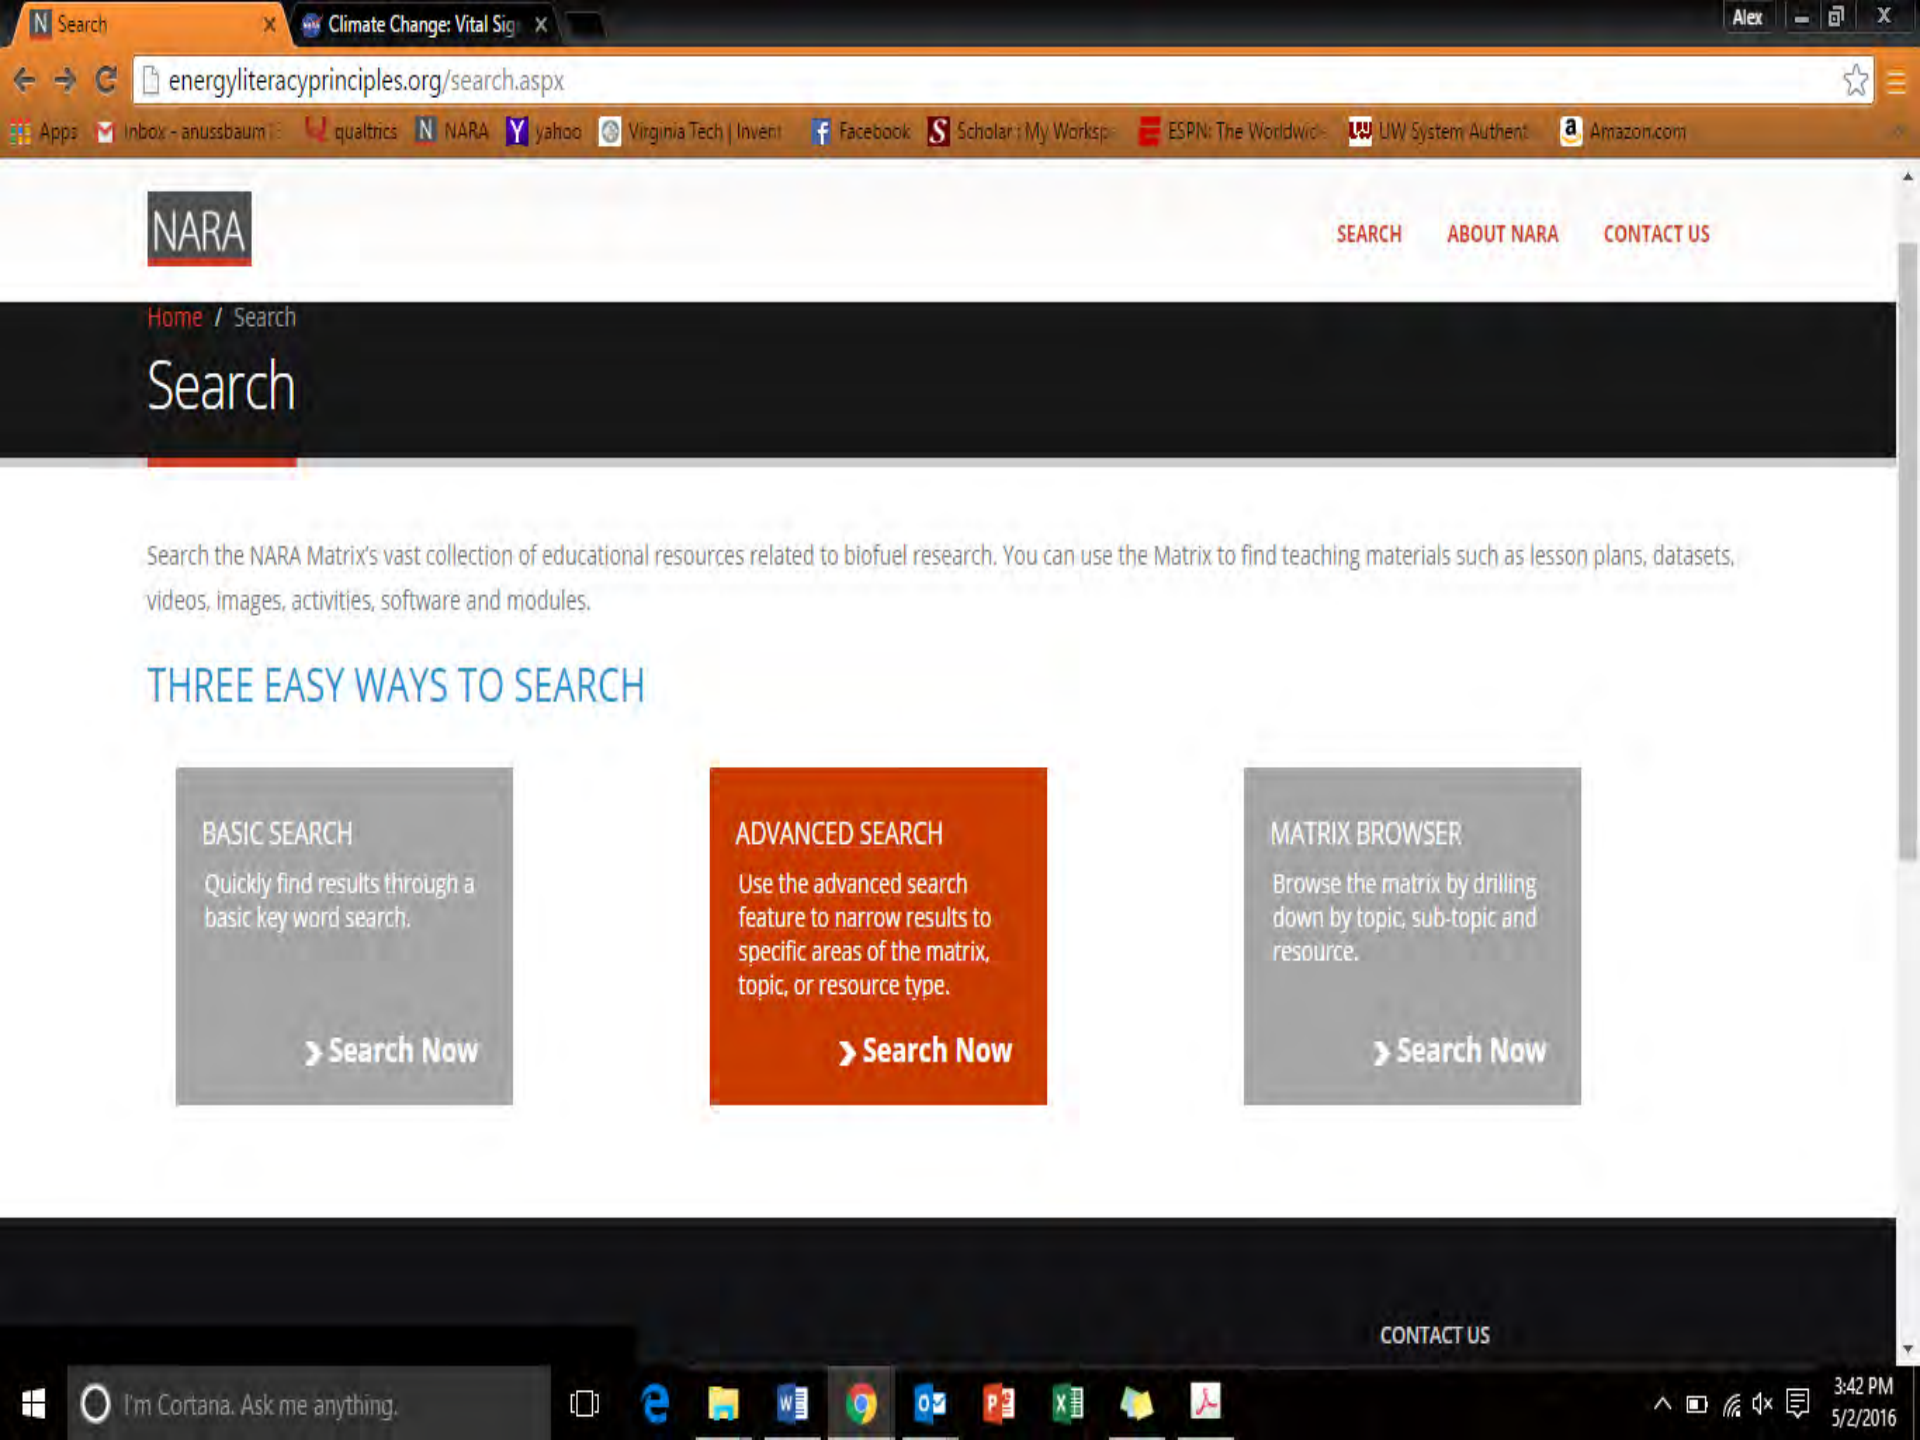 N Search
Climate Change: Vital Sig
Alex
energyliteracyprinciples.org/search.aspx
Apps
Inbox - anussbaum
qualtrics
N NARA
Y yahoo
Virginia Tech | Invent
f Facebook
S Scholar : My Worksp
ESPN: The Worldwid
UW System Authent
a Amazon.com
NARA
SEARCH ABOUT NARA CONTACT US
Home / Search
Search
Search the NARA Matrix's vast collection of educational resources related to biofuel research. You can use the Matrix to find teaching materials such as lesson plans, datasets,
videos, images, activities, software and modules.
THREE EASY WAYS TO SEARCH
BASIC SEARCH
Quickly find results through a
basic key word search.
Search Now
ADVANCED SEARCH
Use the advanced search
feature to narrow results to
specific areas of the matrix,
topic, or resource type.
Search Now
MATRIX BROWSER
Browse the matrix by drilling
down by topic, sub-topic and
resource.
Search Now
CONTACT US
I'm Cortana. Ask me anything.
3:42 PM
5/2/2016